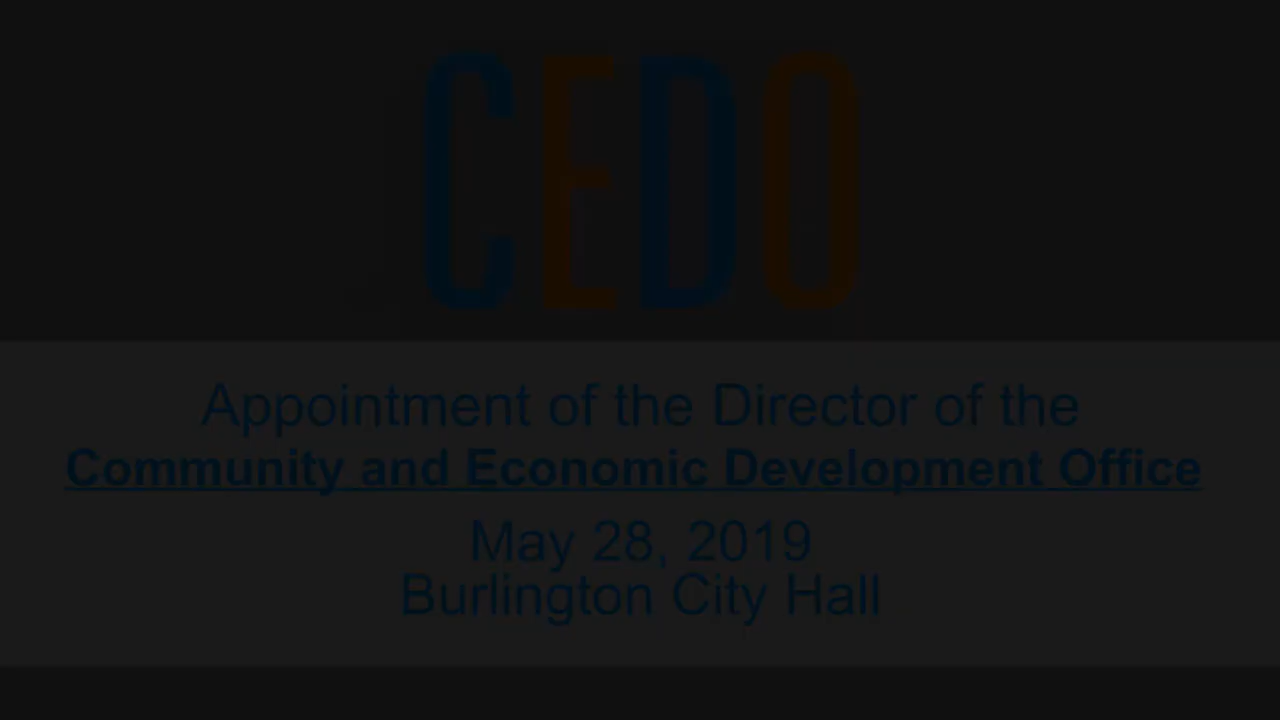 CEDO
Appointment of the Director of the
Community and Economic Development Office
May 28, 2019
Burlington City Hall